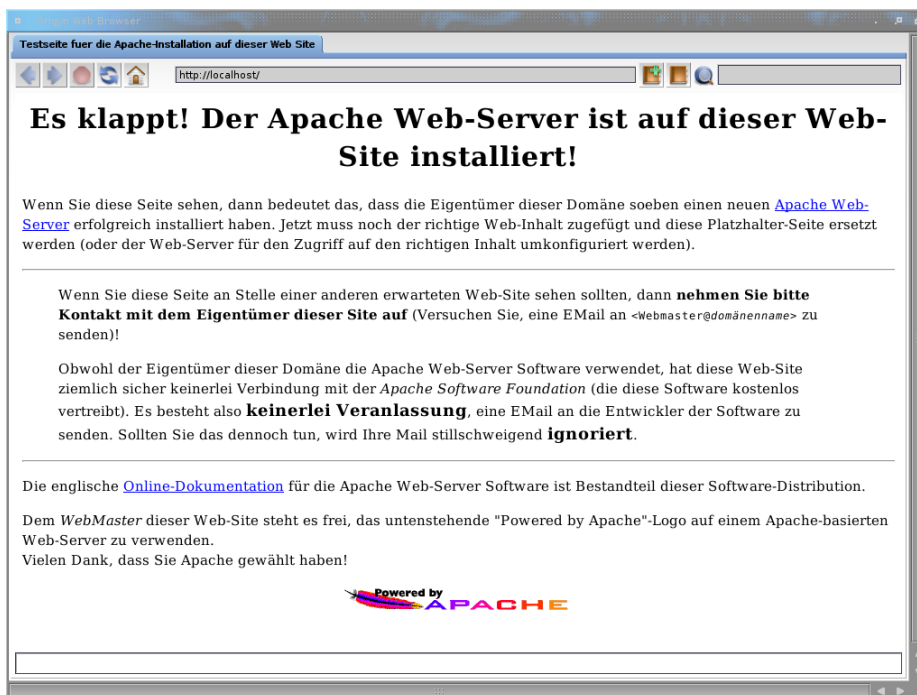 Web Browser
Testseite fuer die Apache-Installation auf dieser Web Site
http://localhost/
Es klappt! Der Apache Web-Server ist auf dieser Web-
Site installiert!
Wenn Sie diese Seite sehen, dann bedeutet das, dass die Eigentümer dieser Domäne soeben einen neuen Apache Web-
Server erfolgreich installiert haben. Jetzt muss noch der richtige Web-Inhalt zugefügt und diese Platzhalter-Seite ersetzt
werden (oder der Web-Server für den Zugriff auf den richtigen Inhalt umkonfiguriert werden).
Wenn Sie diese Seite an Stelle einer anderen erwarteten Web-Site sehen sollten, dann nehmen Sie bitte
Kontakt mit dem Eigentümer dieser Site auf (Versuchen Sie, eine EMail an <Webmaster@domänenname> zu
senden)!
Obwohl der Eigentümer dieser Domäne die Apache Web-Server Software verwendet, hat diese Web-Site
ziemlich sicher keinerlei Verbindung mit der Apache Software Foundation (die diese Software kostenlos
vertreibt). Es besteht also keinerlei Veranlassung, eine EMail an die Entwickler der Software zu
senden. Sollten Sie das dennoch tun, wird Ihre Mail stillschweigend ignoriert.
Die englische Online-Dokumentation für die Apache Web-Server Software ist Bestandteil dieser Software-Distribution.
Dem WebMaster dieser Web-Site steht es frei, das untenstehende "Powered by Apache"-Logo auf einem Apache-basierten
Web-Server zu verwenden.
Vielen Dank, dass Sie Apache gewählt haben!
Powered by
APACHE